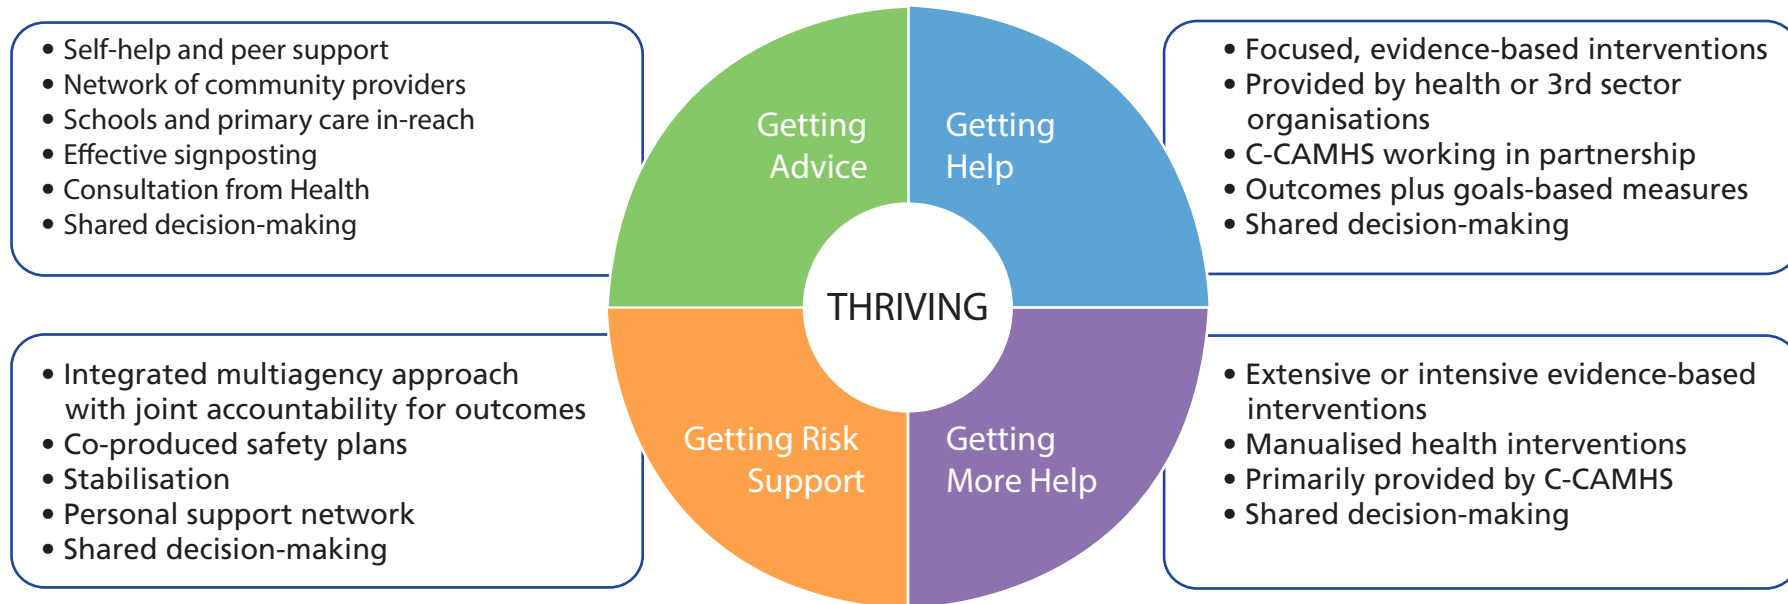 • Self-help and peer support
• Network of community providers
• Schools and primary care in-reach
• Effective signposting
• Consultation from Health
• Shared decision-making
Getting
Advice
Getting
Help
• Focused, evidence-based interventions
• Provided by health or 3rd sector
organisations
• C-CAMHS working in partnership
• Outcomes plus goals-based measures
• Shared decision-making
THRIVING
• Integrated multiagency approach
with joint accountability for outcomes
• Co-produced safety plans
• Stabilisation
• Personal support network
• Shared decision-making
Getting Risk
Support
Getting
More Help
• Extensive or intensive evidence-based
interventions
• Manualised health interventions
• Primarily provided by C-CAMHS
• Shared decision-making